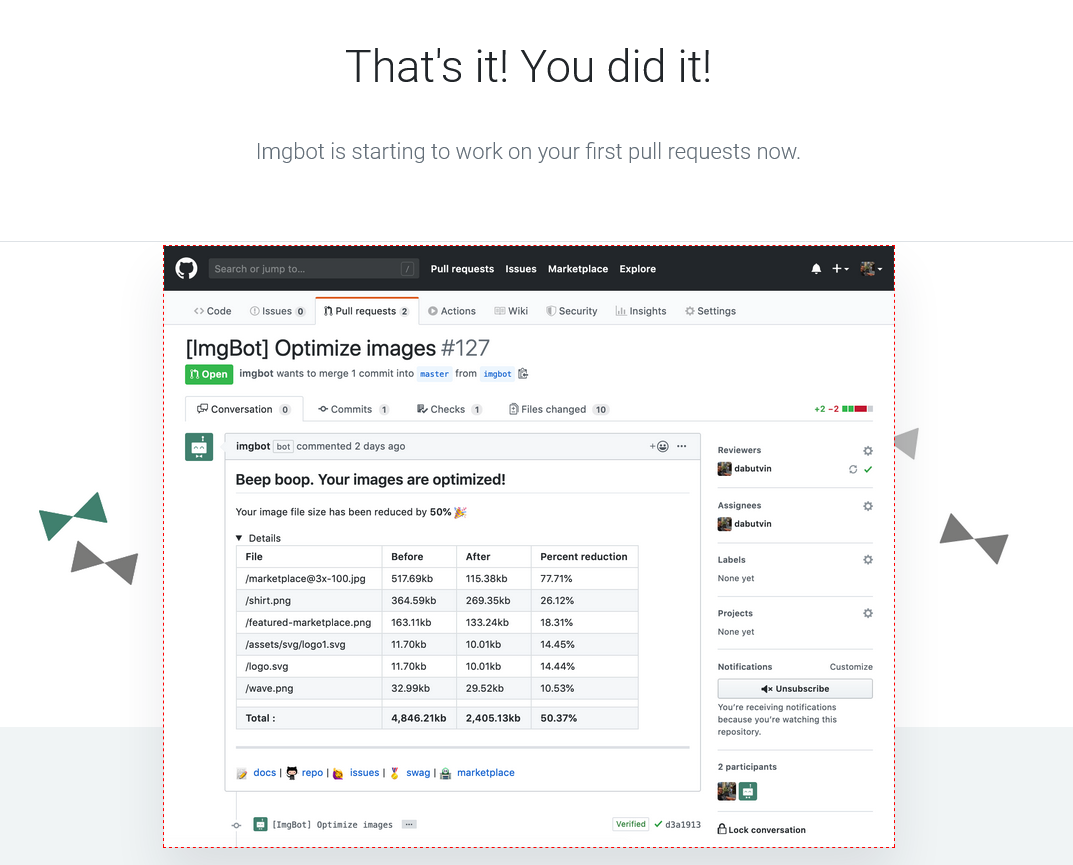 That's it! You did it!
Imgbot is starting to work on your first pull requests now.
Search or jump to... / Pull requests Issues Marketplace Explore
Code Issues 0 Pull requests 2 Actions Wiki Security Insights Settings
[ImgBot] Optimize images #127
Open imgbot wants to merge 1 commit into master from imgbot
Conversation 0 Commits 1 Checks 1 Files changed 10 +2 −2
imgbot bot commented 2 days ago
Beep boop. Your images are optimized!
Your image file size has been reduced by 50% 🎉
▼ Details
File Before After Percent reduction
/marketplace@3x-100.jpg 517.69kb 115.38kb 77.71%
/shirt.png 364.59kb 269.35kb 26.12%
/featured-marketplace.png 163.11kb 133.24kb 18.31%
/assets/svg/logo1.svg 11.70kb 10.01kb 14.45%
/logo.svg 11.70kb 10.01kb 14.44%
/wave.png 32.99kb 29.52kb 10.53%
Total : 4,846.21kb 2,405.13kb 50.37%
docs | repo | issues | swag | marketplace
[ImgBot] Optimize images ... Verified d3a1913
Reviewers
dabutvin
Assignees
dabutvin
Labels
None yet
Projects
None yet
Notifications Customize
Unsubscribe
You're receiving notifications
because you're watching this
repository.
2 participants
Lock conversation